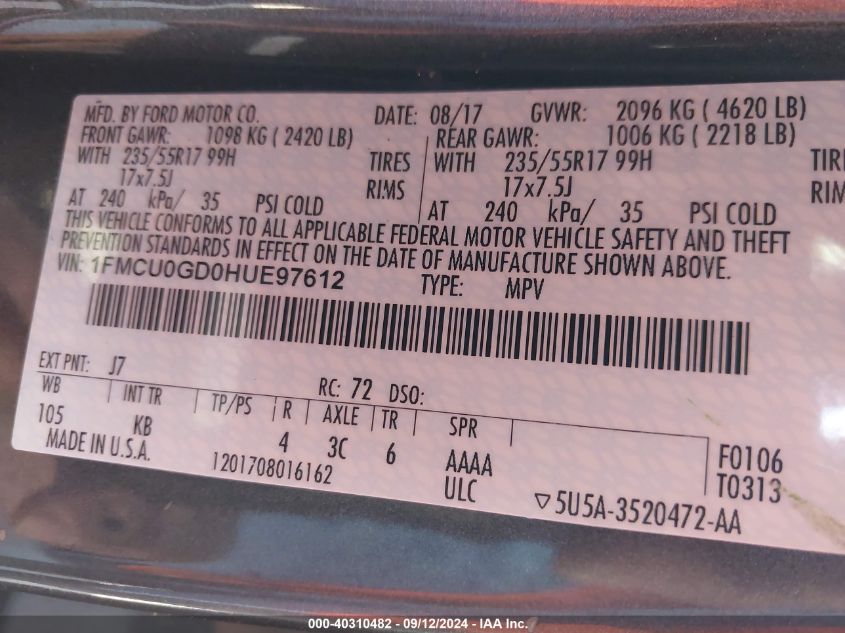 MFD. BY FORD MOTOR CO. DATE: 08/17 GVWR: 2096 KG ( 4620 LB)
FRONT GAWR: 1098 KG ( 2420 LB) REAR GAWR: 1006 KG ( 2218 LB)
WITH 235/55R17 99H TIRES WITH 235/55R17 99H TIRE
17x7.5J RIMS 17x7.5J RIM
AT 240 kPa/ 35 PSI COLD AT 240 kPa/ 35 PSI COLD
THIS VEHICLE CONFORMS TO ALL APPLICABLE FEDERAL MOTOR VEHICLE SAFETY AND THEFT
PREVENTION STANDARDS IN EFFECT ON THE DATE OF MANUFACTURE SHOWN ABOVE.
VIN: 1FMCU0GD0HUE97612 TYPE: MPV
EXT PNT: J7 RC: 72 DSO:
WB INT TR TP/PS R AXLE TR SPR
105 KB 4 3C 6 AAAA F0106
MADE IN U.S.A. 1201708016162 ULC T0313
▽5U5A-3520472-AA
000-40310482 - 09/12/2024 - IAA Inc.